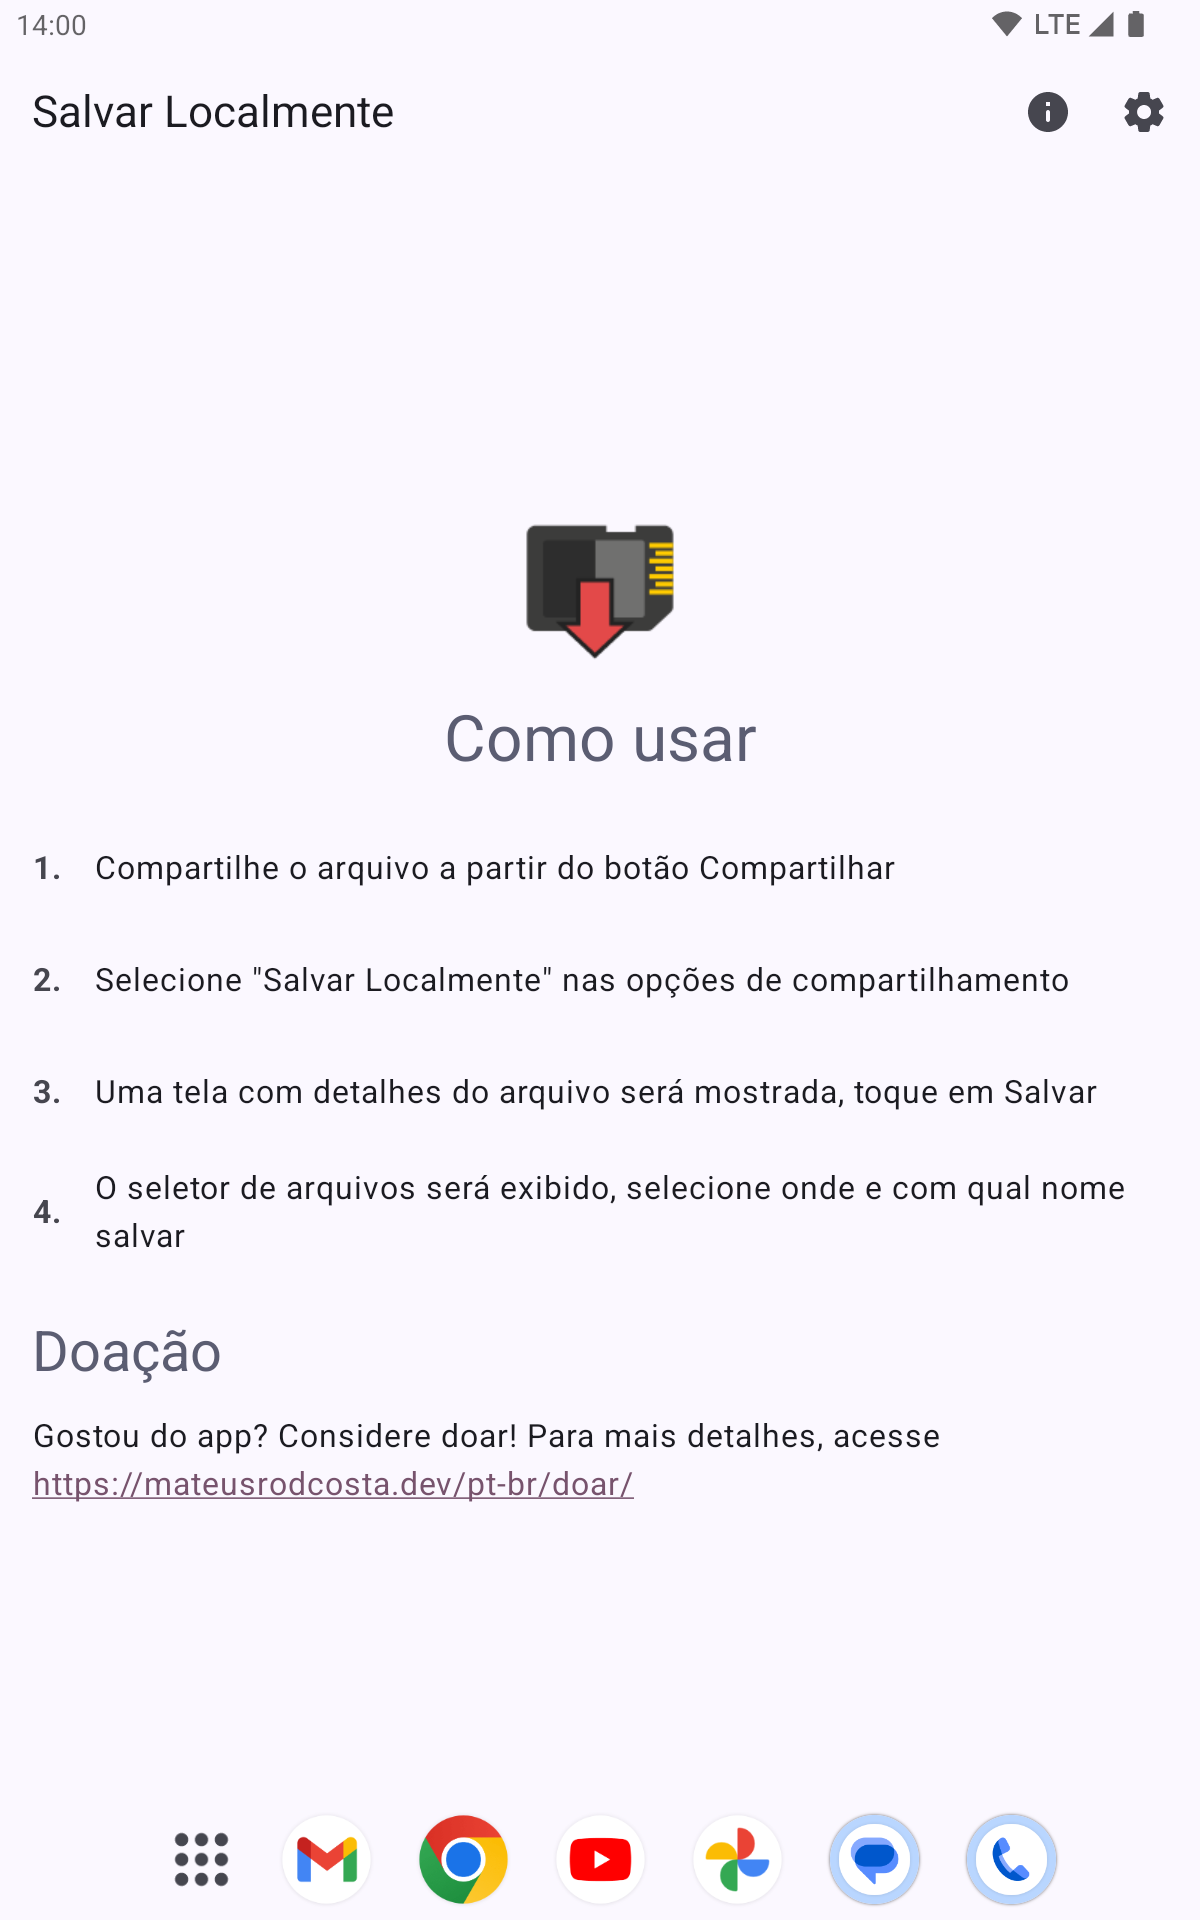 14:00
LTE
Salvar Localmente
Como usar
1. Compartilhe o arquivo a partir do botão Compartilhar
2. Selecione "Salvar Localmente" nas opções de compartilhamento
3. Uma tela com detalhes do arquivo será mostrada, toque em Salvar
4. O seletor de arquivos será exibido, selecione onde e com qual nome
salvar
Doação
Gostou do app? Considere doar! Para mais detalhes, acesse
https://mateusrodcosta.dev/pt-br/doar/